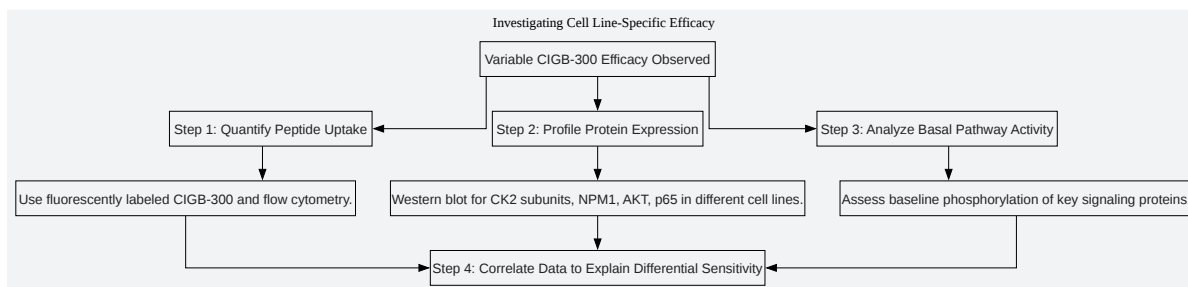 Investigating Cell Line-Specific Efficacy
Variable CIGB-300 Efficacy Observed
Step 1: Quantify Peptide Uptake
Step 2: Profile Protein Expression
Step 3: Analyze Basal Pathway Activity
Use fluorescently labeled CIGB-300 and flow cytometry.
Western blot for CK2 subunits, NPM1, AKT, p65 in different cell lines.
Assess baseline phosphorylation of key signaling proteins.
Step 4: Correlate Data to Explain Differential Sensitivity